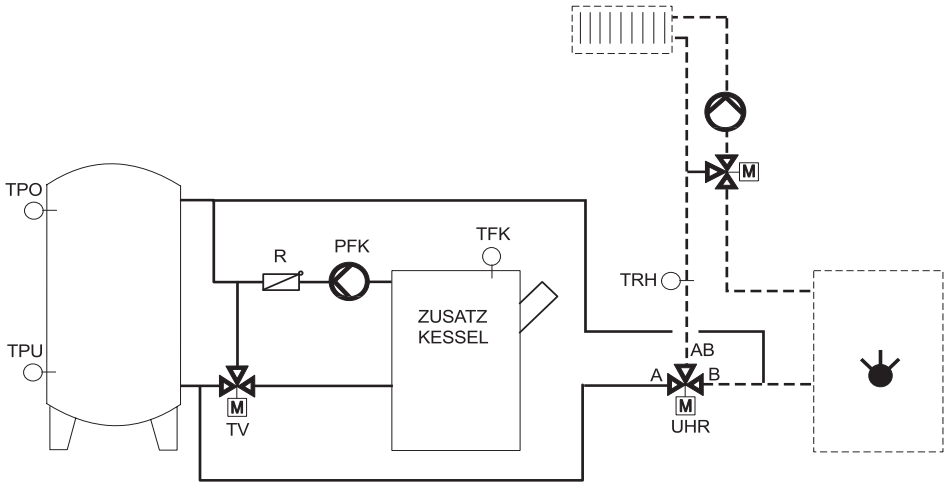 M
TPO
PFK
TFK
R
TRH
ZUSATZ
KESSEL
TPU
AB
A
B
M
M
TV
UHR